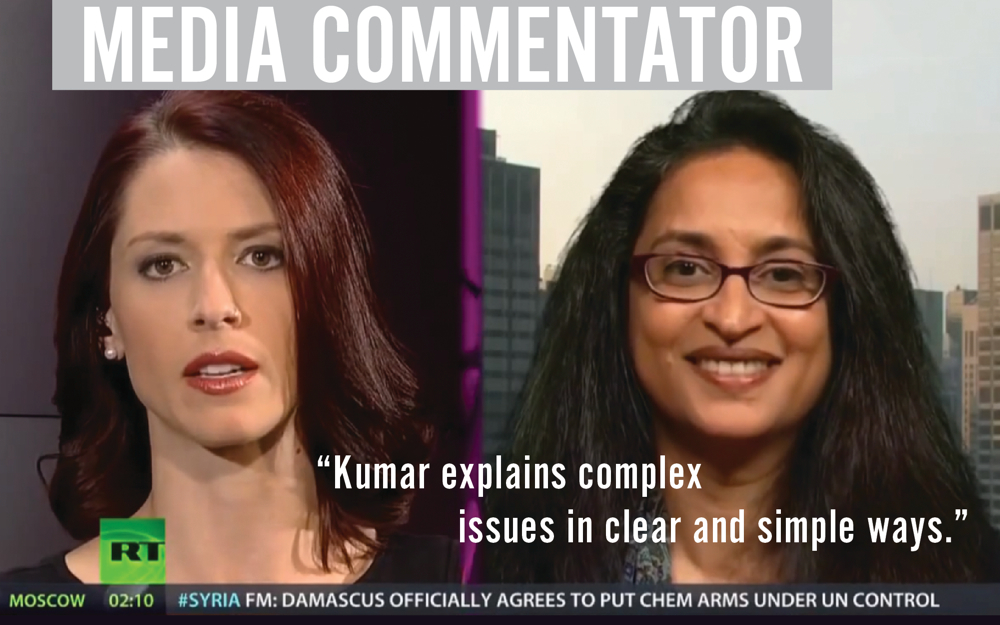 MEDIA COMMENTATOR
“Kumar explains complex
issues in clear and simple ways.”
RT
MOSCOW 02:10 #SYRIA FM: DAMASCUS OFFICIALLY AGREES TO PUT CHEM ARMS UNDER UN CONTROL